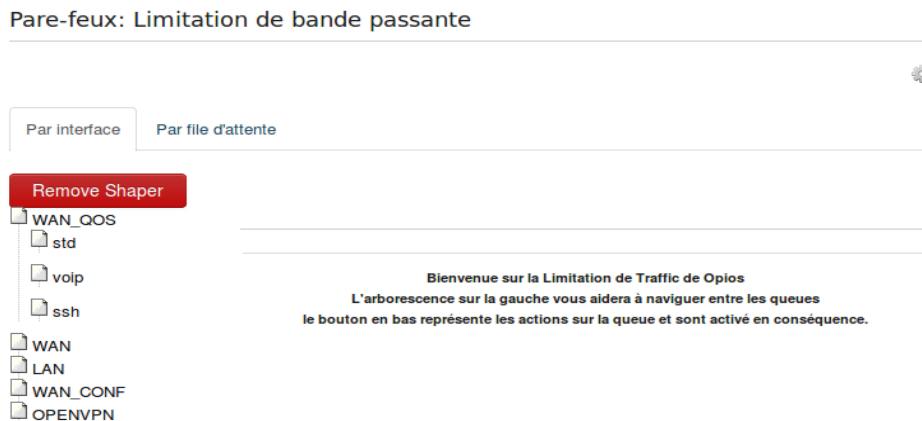 Pare-feux: Limitation de bande passante
Par interface
Par file d'attente
Remove Shaper
WAN_QOS
std
voip
ssh
WAN
LAN
WAN_CONF
OPENVPN
Bienvenue sur la Limitation de Traffic de Opios
L'arborescence sur la gauche vous aidera à naviguer entre les queues
le bouton en bas représente les actions sur la queue et sont activé en conséquence.